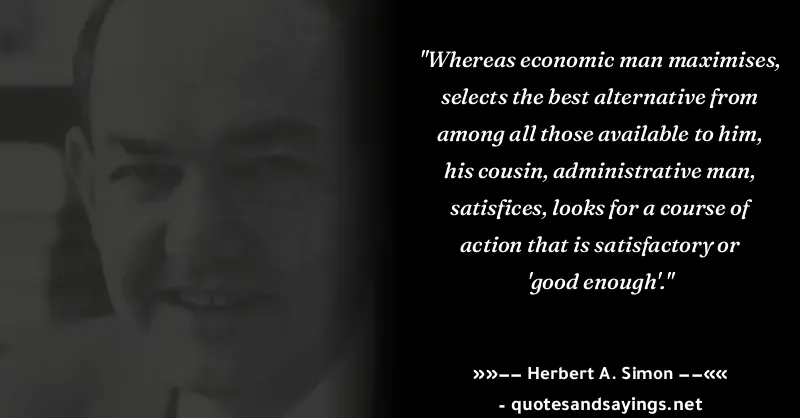 "Whereas economic man maximises,
selects the best alternative from
among all those available to him,
his cousin, administrative man,
satisfices, looks for a course of
action that is satisfactory or
'good enough'."
»»−− Herbert A. Simon −−««
- quotesandsayings.net